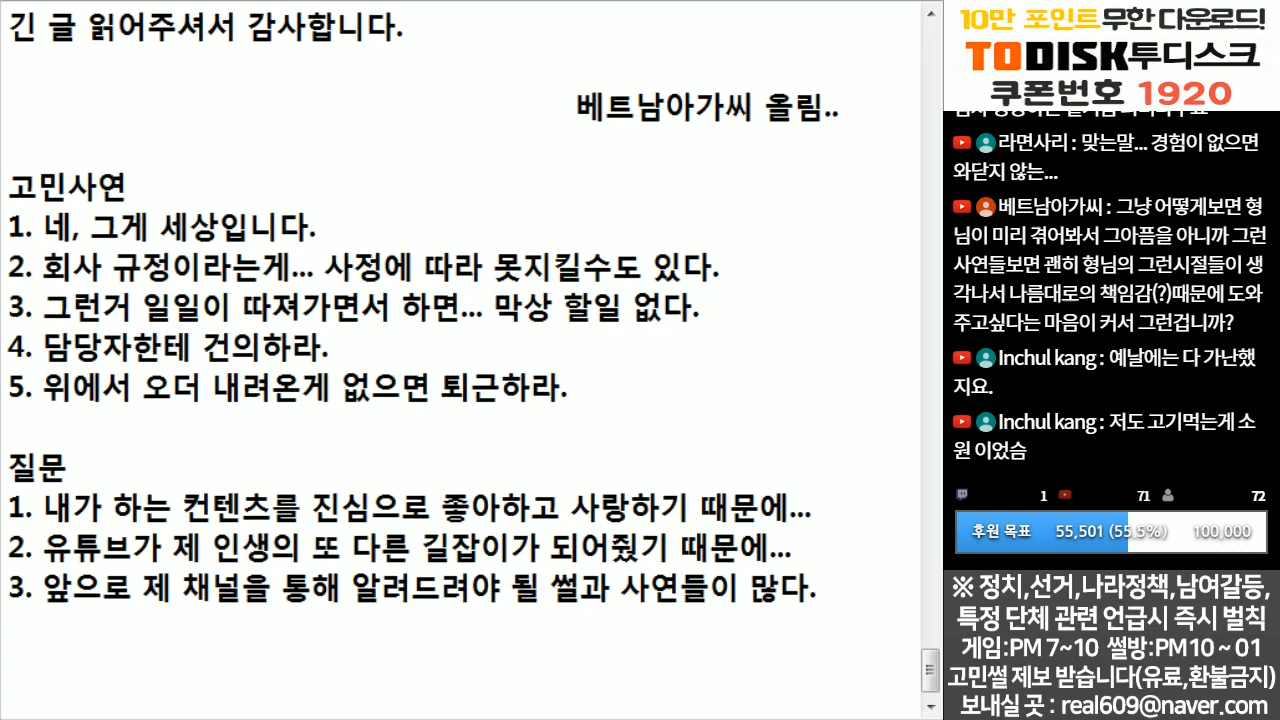 긴 글 읽어주셔서 감사합니다.
베트남아가씨 올림..
고민사연
1. 네, 그게 세상입니다.
2. 회사 규정이라는게... 사정에 따라 못지킬수도 있다.
3. 그런거 일일이 따져가면서 하면... 막상 할일 없다.
4. 담당자한테 건의하라.
5. 위에서 오더 내려온게 없으면 퇴근하라.
질문
1. 내가 하는 컨텐츠를 진심으로 좋아하고 사랑하기 때문에...
2. 유튜브가 제 인생의 또 다른 길잡이가 되어줬기 때문에...
3. 앞으로 제 채널을 통해 알려드려야 될 썰과 사연들이 많다.
10만 포인트 무한 다운로드!
TODISK투디스크
쿠폰번호 1920
라면사리 : 맞는말... 경험이 없으면
와닫지 않는...
베트남아가씨 : 그냥 어떻게보면 형
님이 미리 겪어봐서 그아픔을 아니까 그런
사연들보면 괜히 형님의 그런시절들이 생
각나서 나름대로의 책임감(?)때문에 도와
주고싶다는 마음이 커서 그런겁니까?
Inchul kang : 예날에는 다 가난했
지요.
Inchul kang : 저도 고기먹는게 소
원 이었슴
1 71 72
후원 목표 55,501 (55.5%) 100,000
※ 정치,선거,나라정책,남여갈등,
특정 단체 관련 언급시 즉시 벌칙
게임:PM 7~10 썰방:PM 10 ~ 01
고민썰 제보 받습니다(유료,환불금지)
보내실 곳 : real609@naver.com